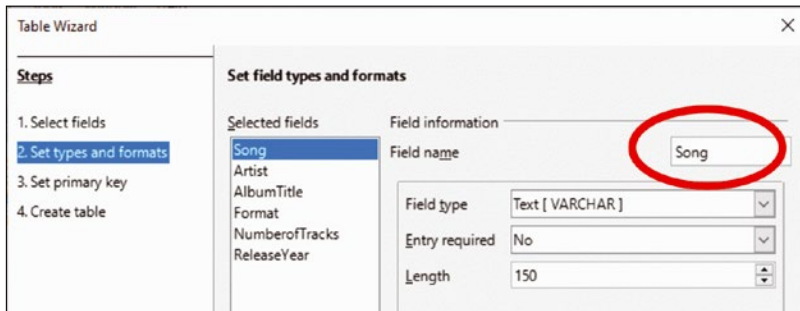 Table Wizard
Steps
1. Select fields
2. Set types and formats
3. Set primary key
4. Create table
Set field types and formats
Selected fields
Song
Artist
AlbumTitle
Format
NumberofTracks
ReleaseYear
Field information
Field name Song
Field type Text [ VARCHAR ]
Entry required No
Length 150